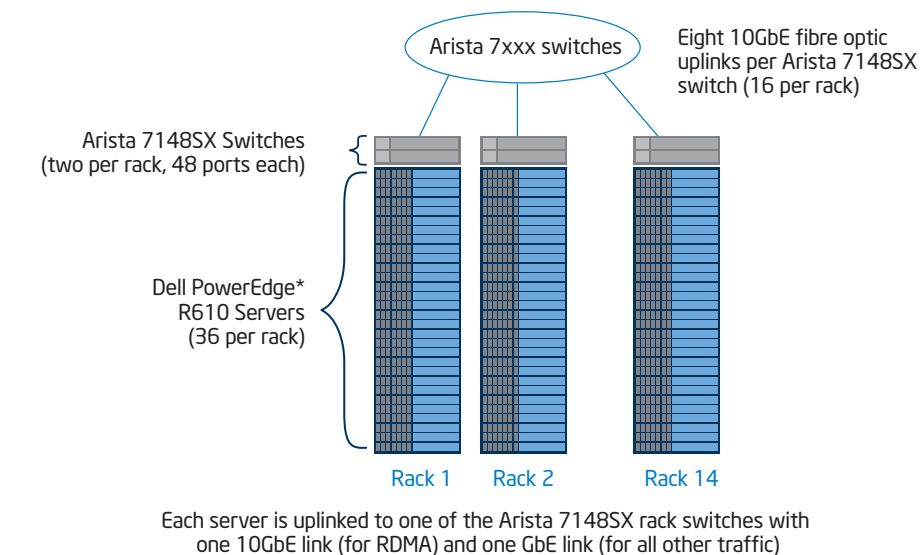 Arista 7xxx switches
Eight 10GbE fibre optic
uplinks per Arista 7148SX
switch (16 per rack)
Arista 7148SX Switches
(two per rack, 48 ports each)
Dell PowerEdge*
R610 Servers
(36 per rack)
Rack 1
Rack 2
Rack 14
Each server is uplinked to one of the Arista 7148SX rack switches with
one 10GbE link (for RDMA) and one GbE link (for all other traffic)